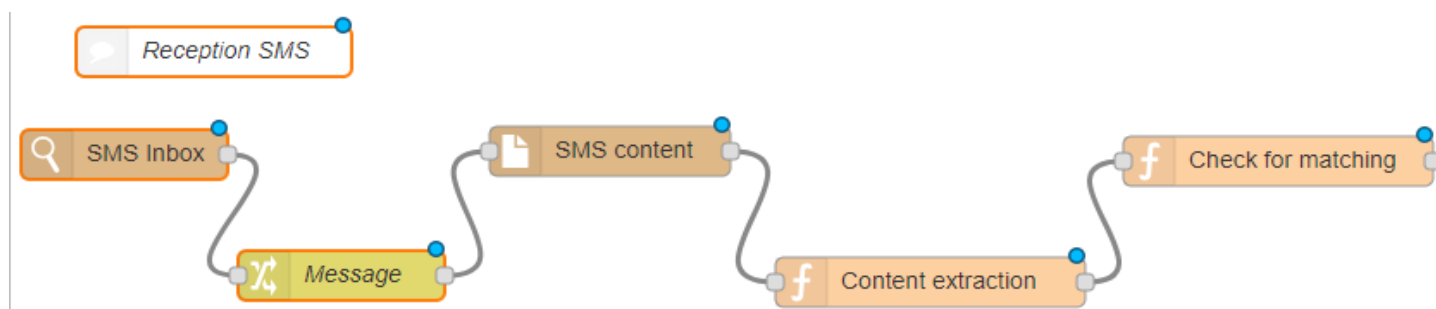 Reception SMS
SMS Inbox
Message
SMS content
Content extraction
Check for matching